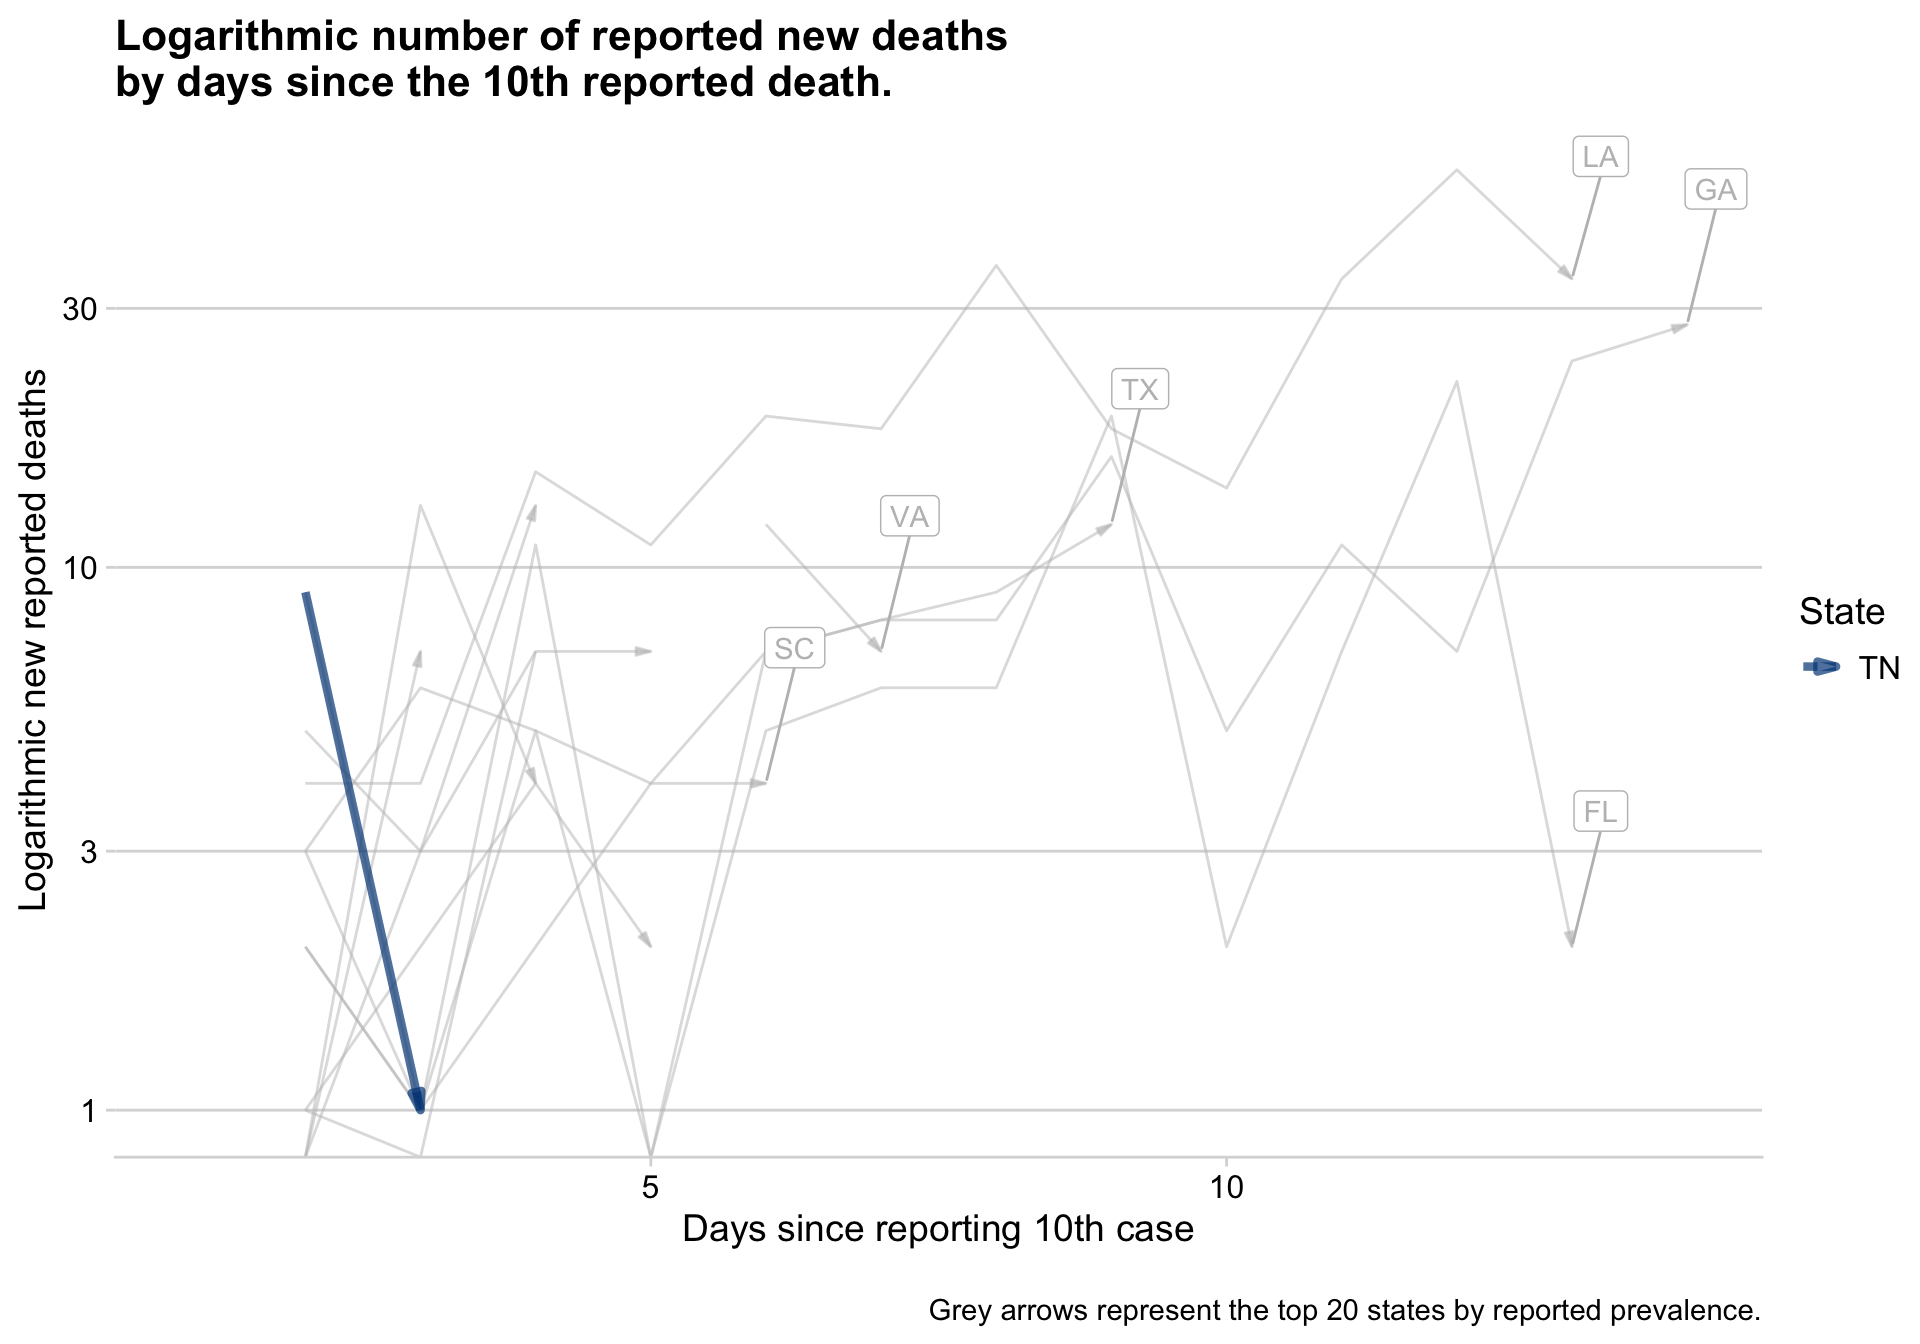 Logarithmic number of reported new deaths
by days since the 10th reported death.
LA
GA
30
TX
VA
10
SC
FL
3
1
5
10
Logarithmic new reported deaths
Days since reporting 10th case
State
TN
Grey arrows represent the top 20 states by reported prevalence.